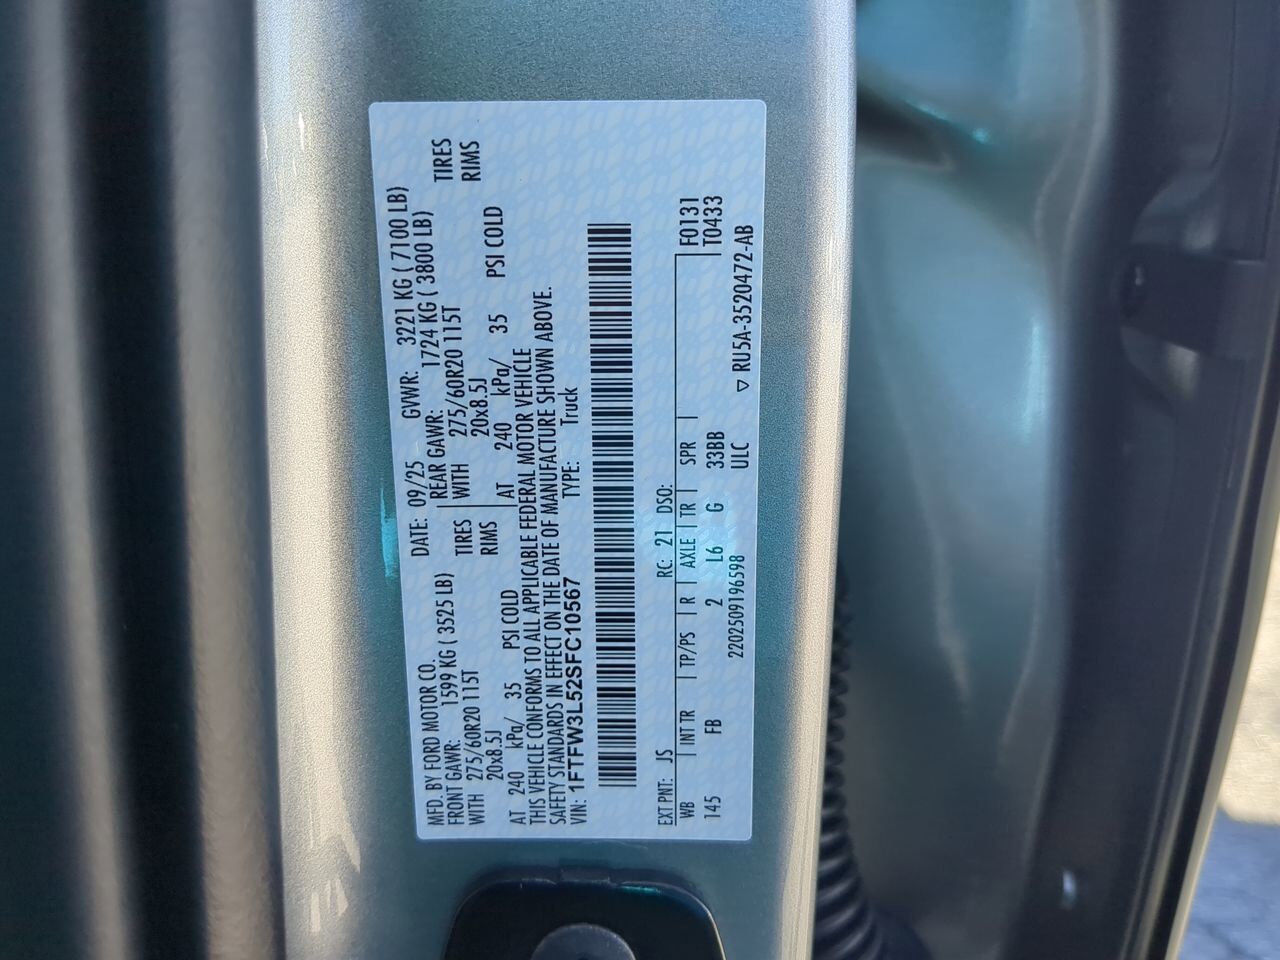 MFD. BY FORD MOTOR CO. DATE: 09/25 GVWR: 3221 KG ( 7100 LB)
FRONT GAWR: 1599 KG ( 3525 LB) REAR GAWR: 1724 KG ( 3800 LB)
WITH 275/60R20 115T TIRES WITH 275/60R20 115T TIRES
20x8.5J RIMS 20x8.5J RIMS
AT 240 kPa/ 35 PSI COLD AT 240 kPa/ 35 PSI COLD
THIS VEHICLE CONFORMS TO ALL APPLICABLE FEDERAL MOTOR VEHICLE
SAFETY STANDARDS IN EFFECT ON THE DATE OF MANUFACTURE SHOWN ABOVE.
VIN: 1FTFW3L52SFC10567 TYPE: Truck
EXT PNT: JS RC: 21 DSO:
WB INT TR TP/PS R AXLE TR SPR F0131
145 FB 2 L6 G 33BB T0433
2202509196598 ULC ▽ RU5A-3520472-AB